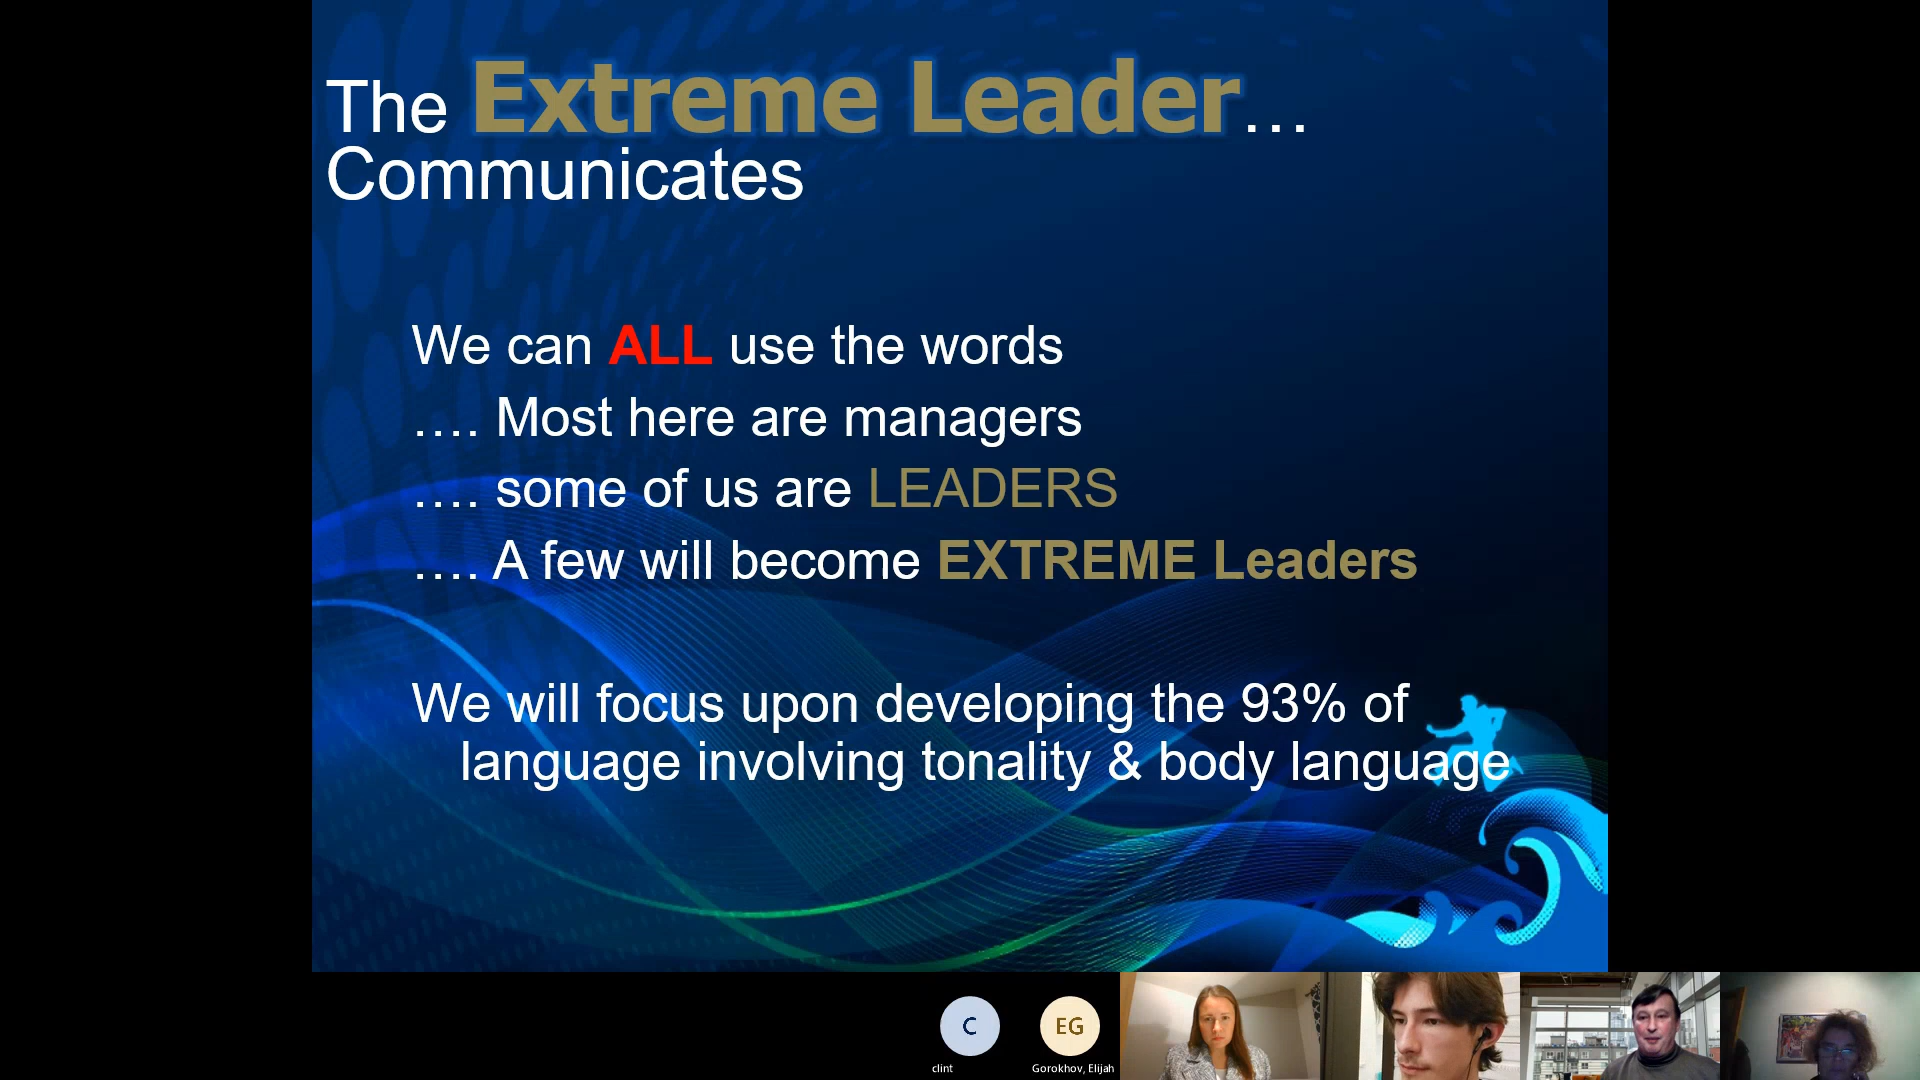 The Extreme Leader…
Communicates
We can ALL use the words
…. Most here are managers
…. some of us are LEADERS
…. A few will become EXTREME Leaders
We will focus upon developing the 93% of
language involving tonality & body language
C
EG
clint
Gorokhov, Elijah